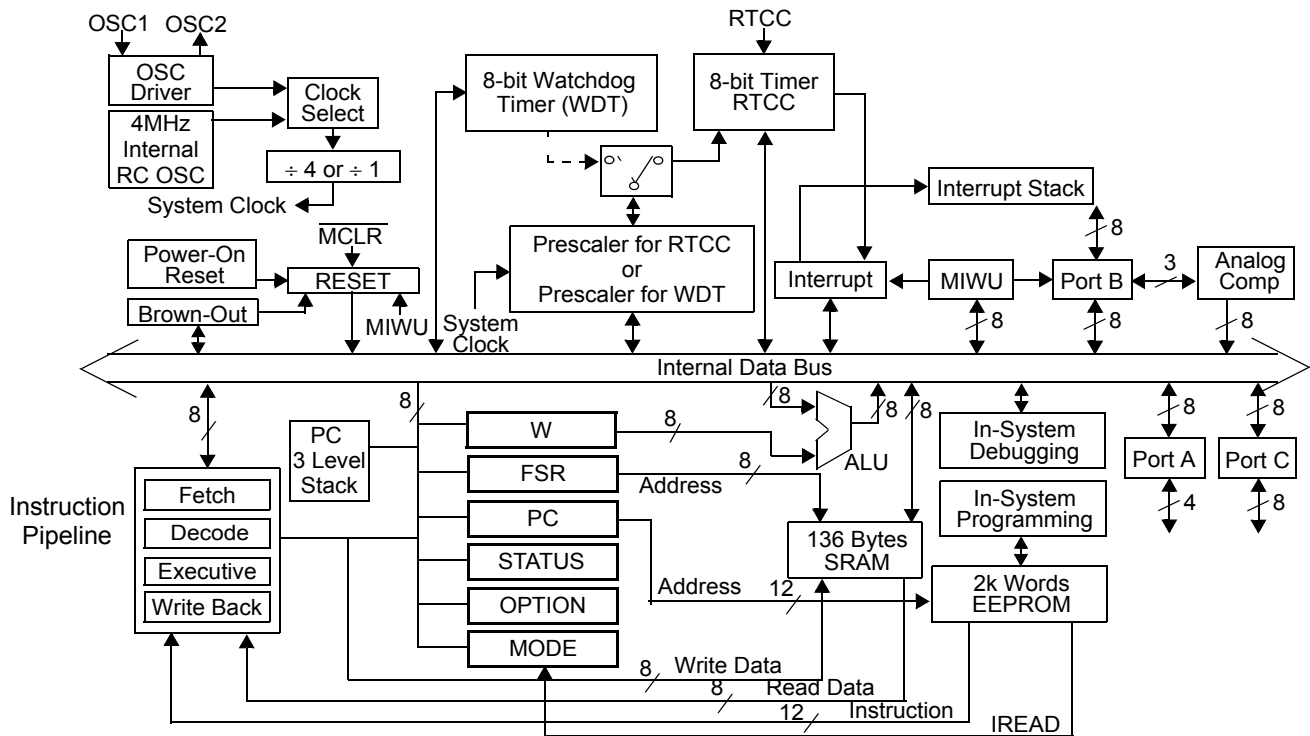 OSC1
OSC2
RTCC
OSC
Driver
Clock
Select
4MHz
Internal
RC OSC
÷ 4 or ÷ 1
System Clock
8-bit Watchdog
Timer (WDT)
8-bit Timer
RTCC
Interrupt Stack
8
MCLR
Power-On
Reset
RESET
Brown-Out
MIWU
System
Clock
Prescaler for RTCC
or
Prescaler for WDT
Interrupt
MIWU
Port B
3
Analog
Comp
8
8
8
Internal Data Bus
8
8
8
8
8
8
8
PC
3 Level
Stack
W
8
ALU
In-System
Debugging
Port A
Port C
4
8
FSR
8
Address
Instruction
Pipeline
Fetch
Decode
Executive
Write Back
PC
STATUS
OPTION
MODE
136 Bytes
SRAM
In-System
Programming
Address
12
2k Words
EEPROM
8
Write Data
8
Read Data
12
Instruction
IREAD